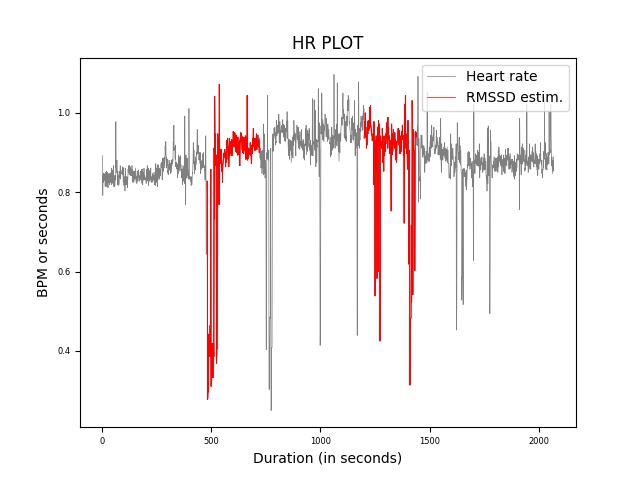 HR PLOT
Heart rate
RMSSD estim.
1.0
0.8
0.6
0.4
BPM or seconds
0 500 1000 1500 2000
Duration (in seconds)